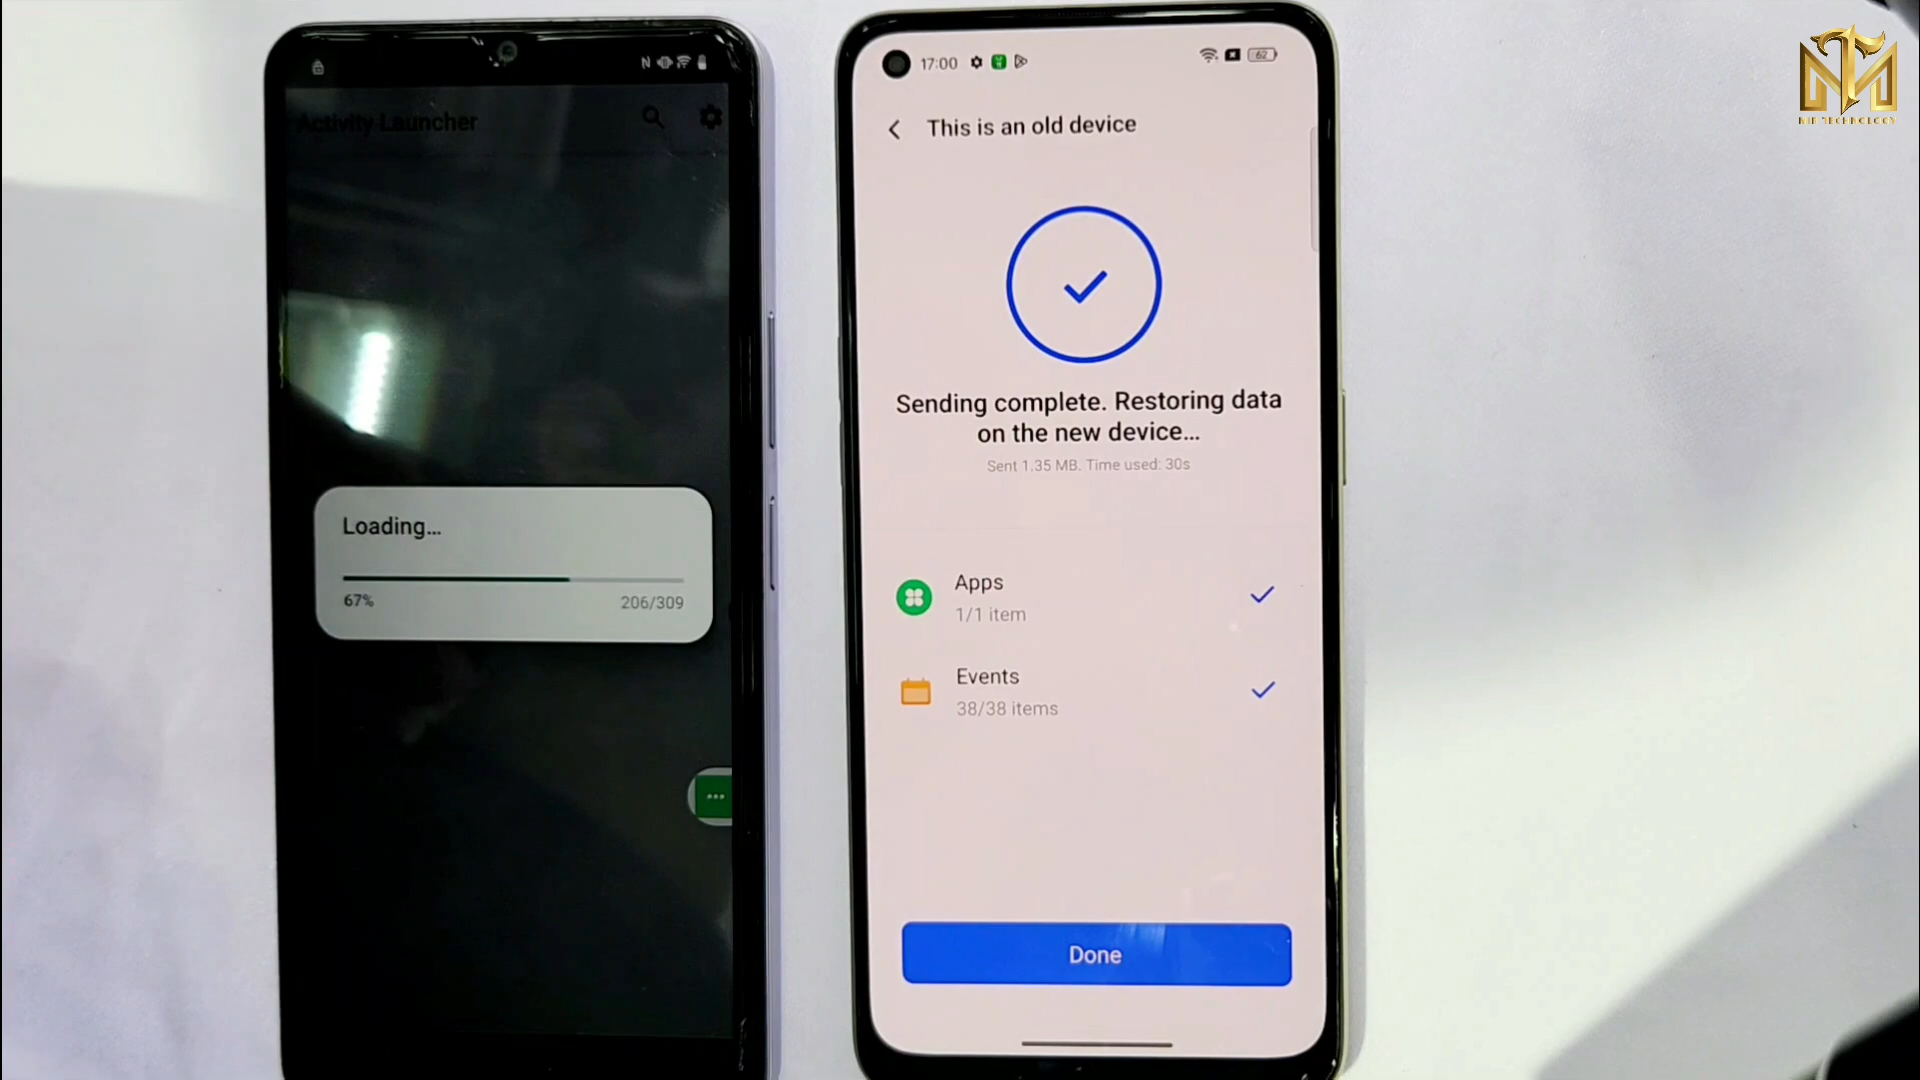 Activity Launcher
Loading...
67%
206/309
17:00
62
This is an old device
Sending complete. Restoring data
on the new device...
Sent 1.35 MB. Time used: 30s
Apps
1/1 item
Events
38/38 items
Done